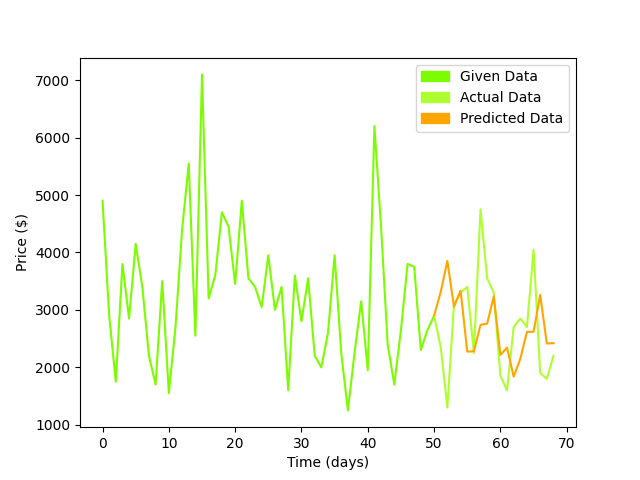 Given Data
Actual Data
Predicted Data
Price ($)
7000
6000
5000
4000
3000
2000
1000
0 10 20 30 40 50 60 70
Time (days)